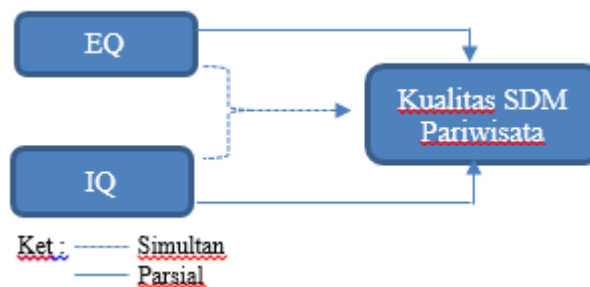 EQ
Kualitas SDM
Pariwisata
IQ
Ket : Simultan
Parsial